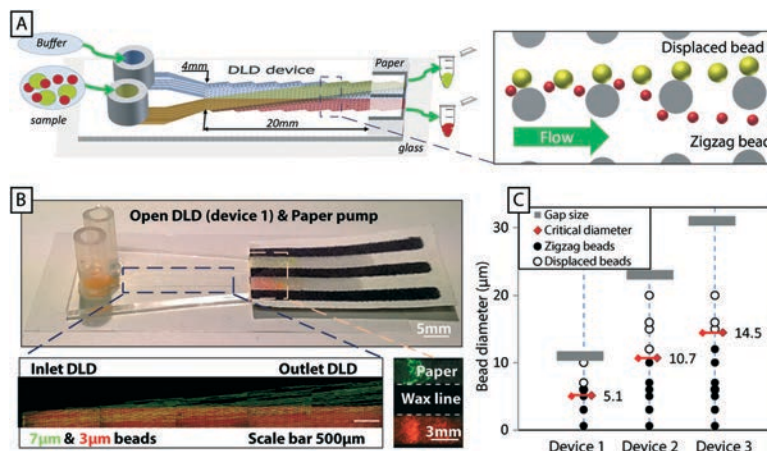 A
Buffer
sample
4mm
DLD device
20mm
Paper
glass
Displaced bead
Flow
Zigzag bead
B
Open DLD (device 1) & Paper pump
5mm
Inlet DLD
Outlet DLD
7µm & 3µm beads
Scale bar 500µm
Paper
Wax line
3mm
C
Gap size
Critical diameter
Zigzag beads
Displaced beads
Bead diameter (µm)
30
20
10
0
5.1
10.7
14.5
Device 1
Device 2
Device 3